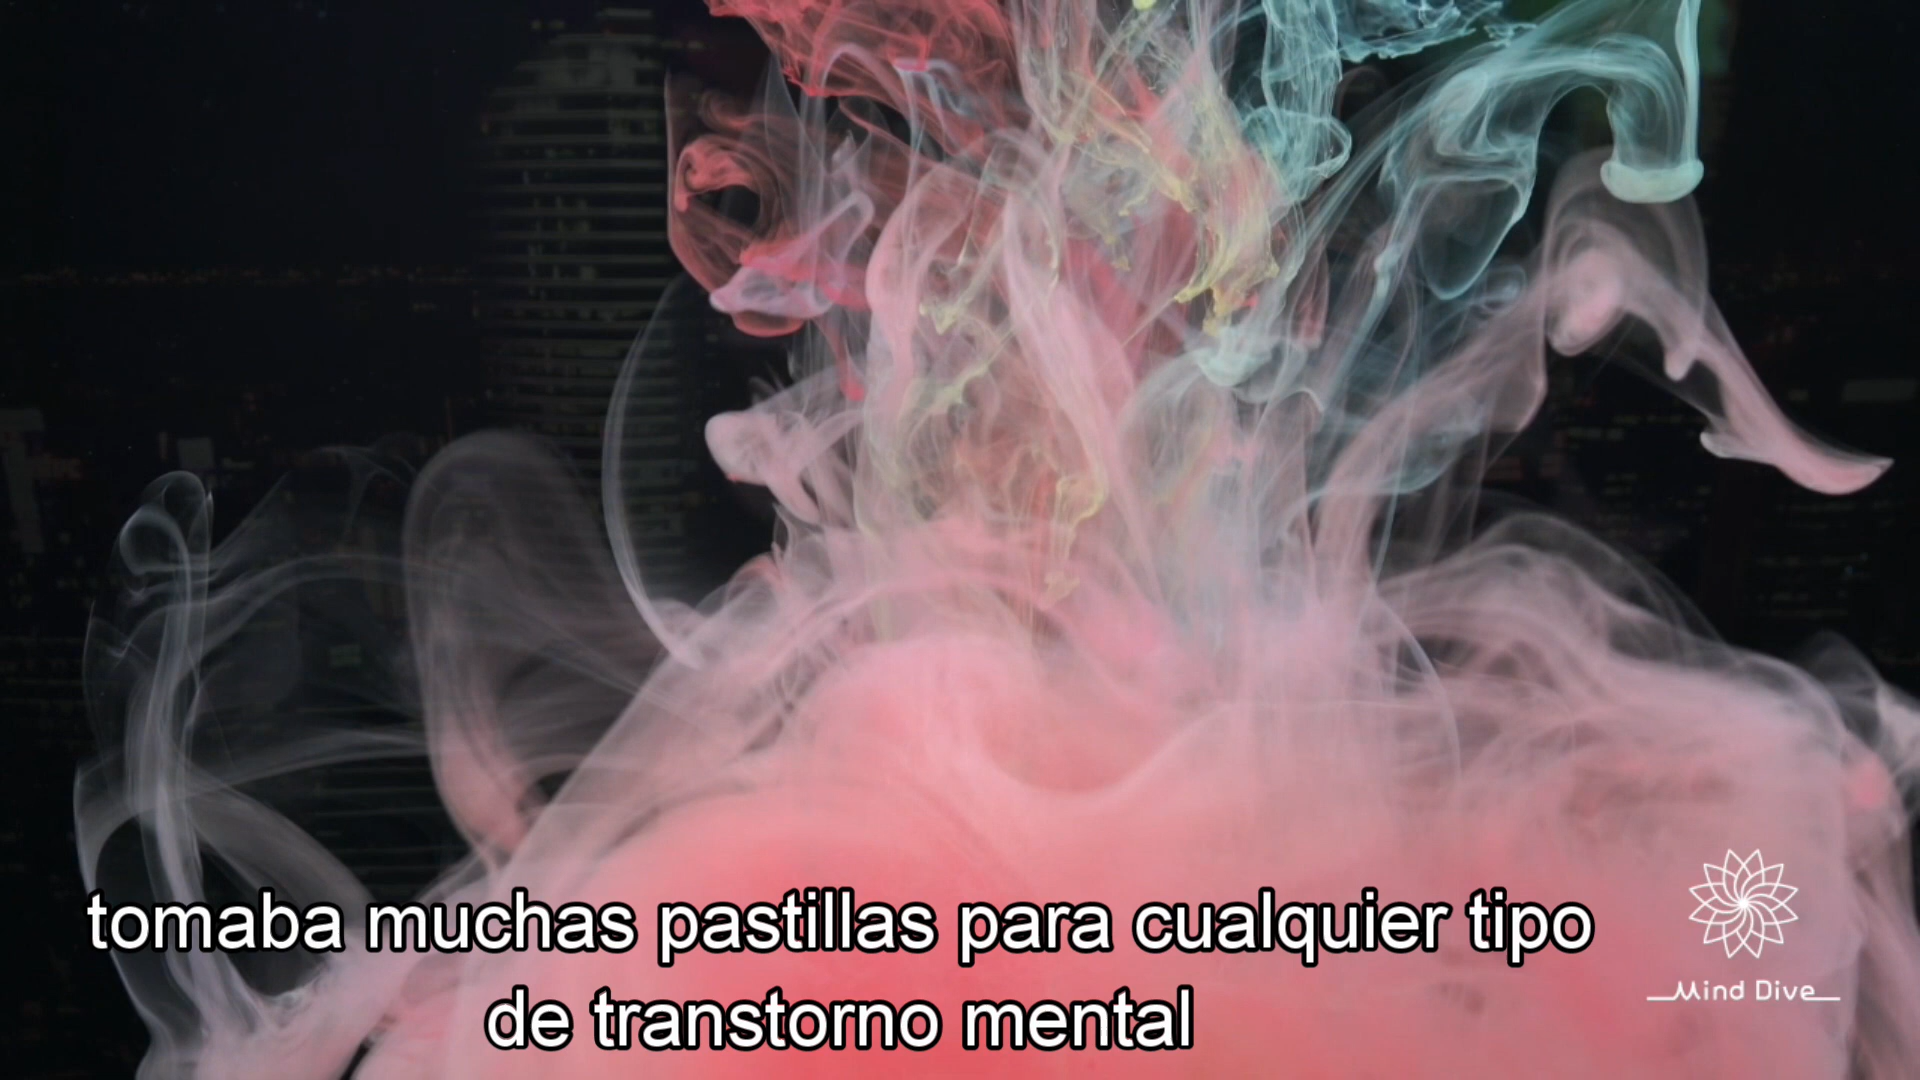 tomaba muchas pastillas para cualquier tipo
de transtorno mental
Mind Dive